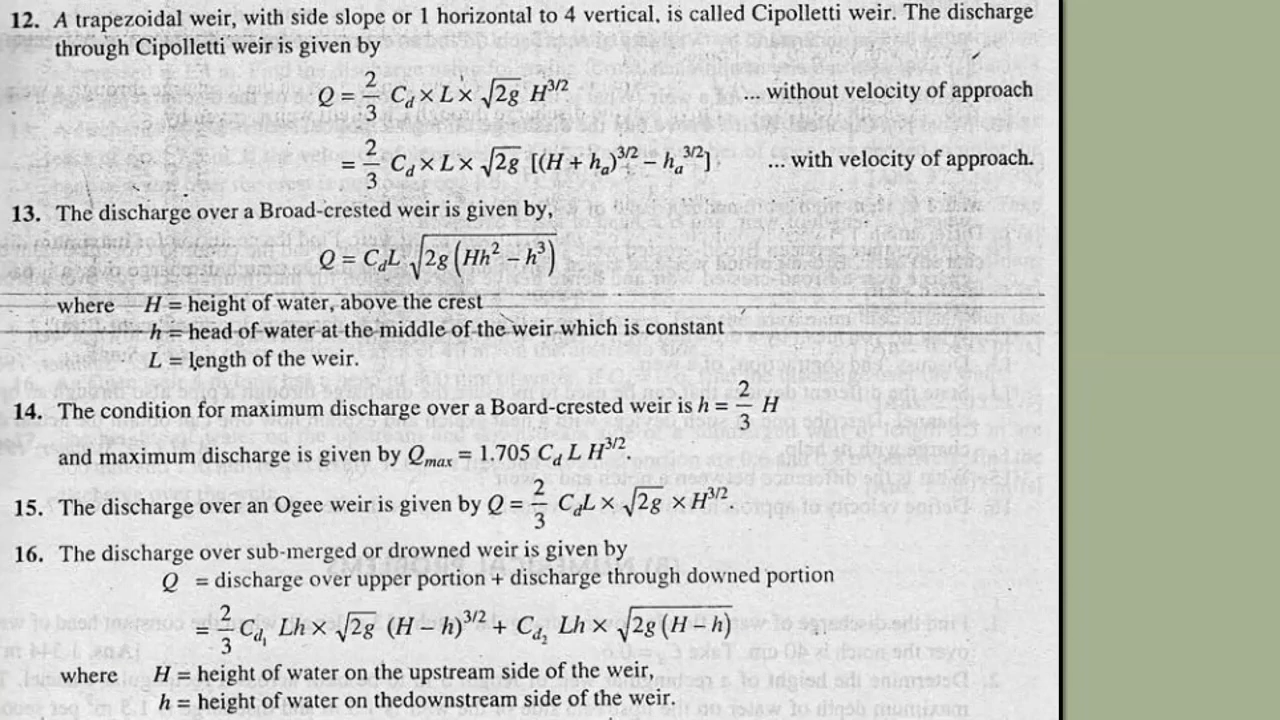 12. A trapezoidal weir, with side slope or 1 horizontal to 4 vertical, is called Cipolletti weir. The discharge
through Cipolletti weir is given by
Q = 2/3 C_d × L × √2g H^3/2 ... without velocity of approach
= 2/3 C_d × L × √2g [(H + h_a)^3/2 – h_a^3/2] ... with velocity of approach.
13. The discharge over a Broad-crested weir is given by,
Q = C_d L √2g (Hh² – h³)
where H = height of water, above the crest
h = head of water at the middle of the weir which is constant
L = length of the weir.
14. The condition for maximum discharge over a Board-crested weir is h = 2/3 H
and maximum discharge is given by Q_max = 1.705 C_d L H^3/2.
15. The discharge over an Ogee weir is given by Q = 2/3 C_d L × √2g × H^3/2.
16. The discharge over sub-merged or drowned weir is given by
Q = discharge over upper portion + discharge through downed portion
= 2/3 C_d1 Lh × √2g (H – h)^3/2 + C_d2 Lh × √2g (H – h)
where H = height of water on the upstream side of the weir,
h = height of water on thedownstream side of the weir.